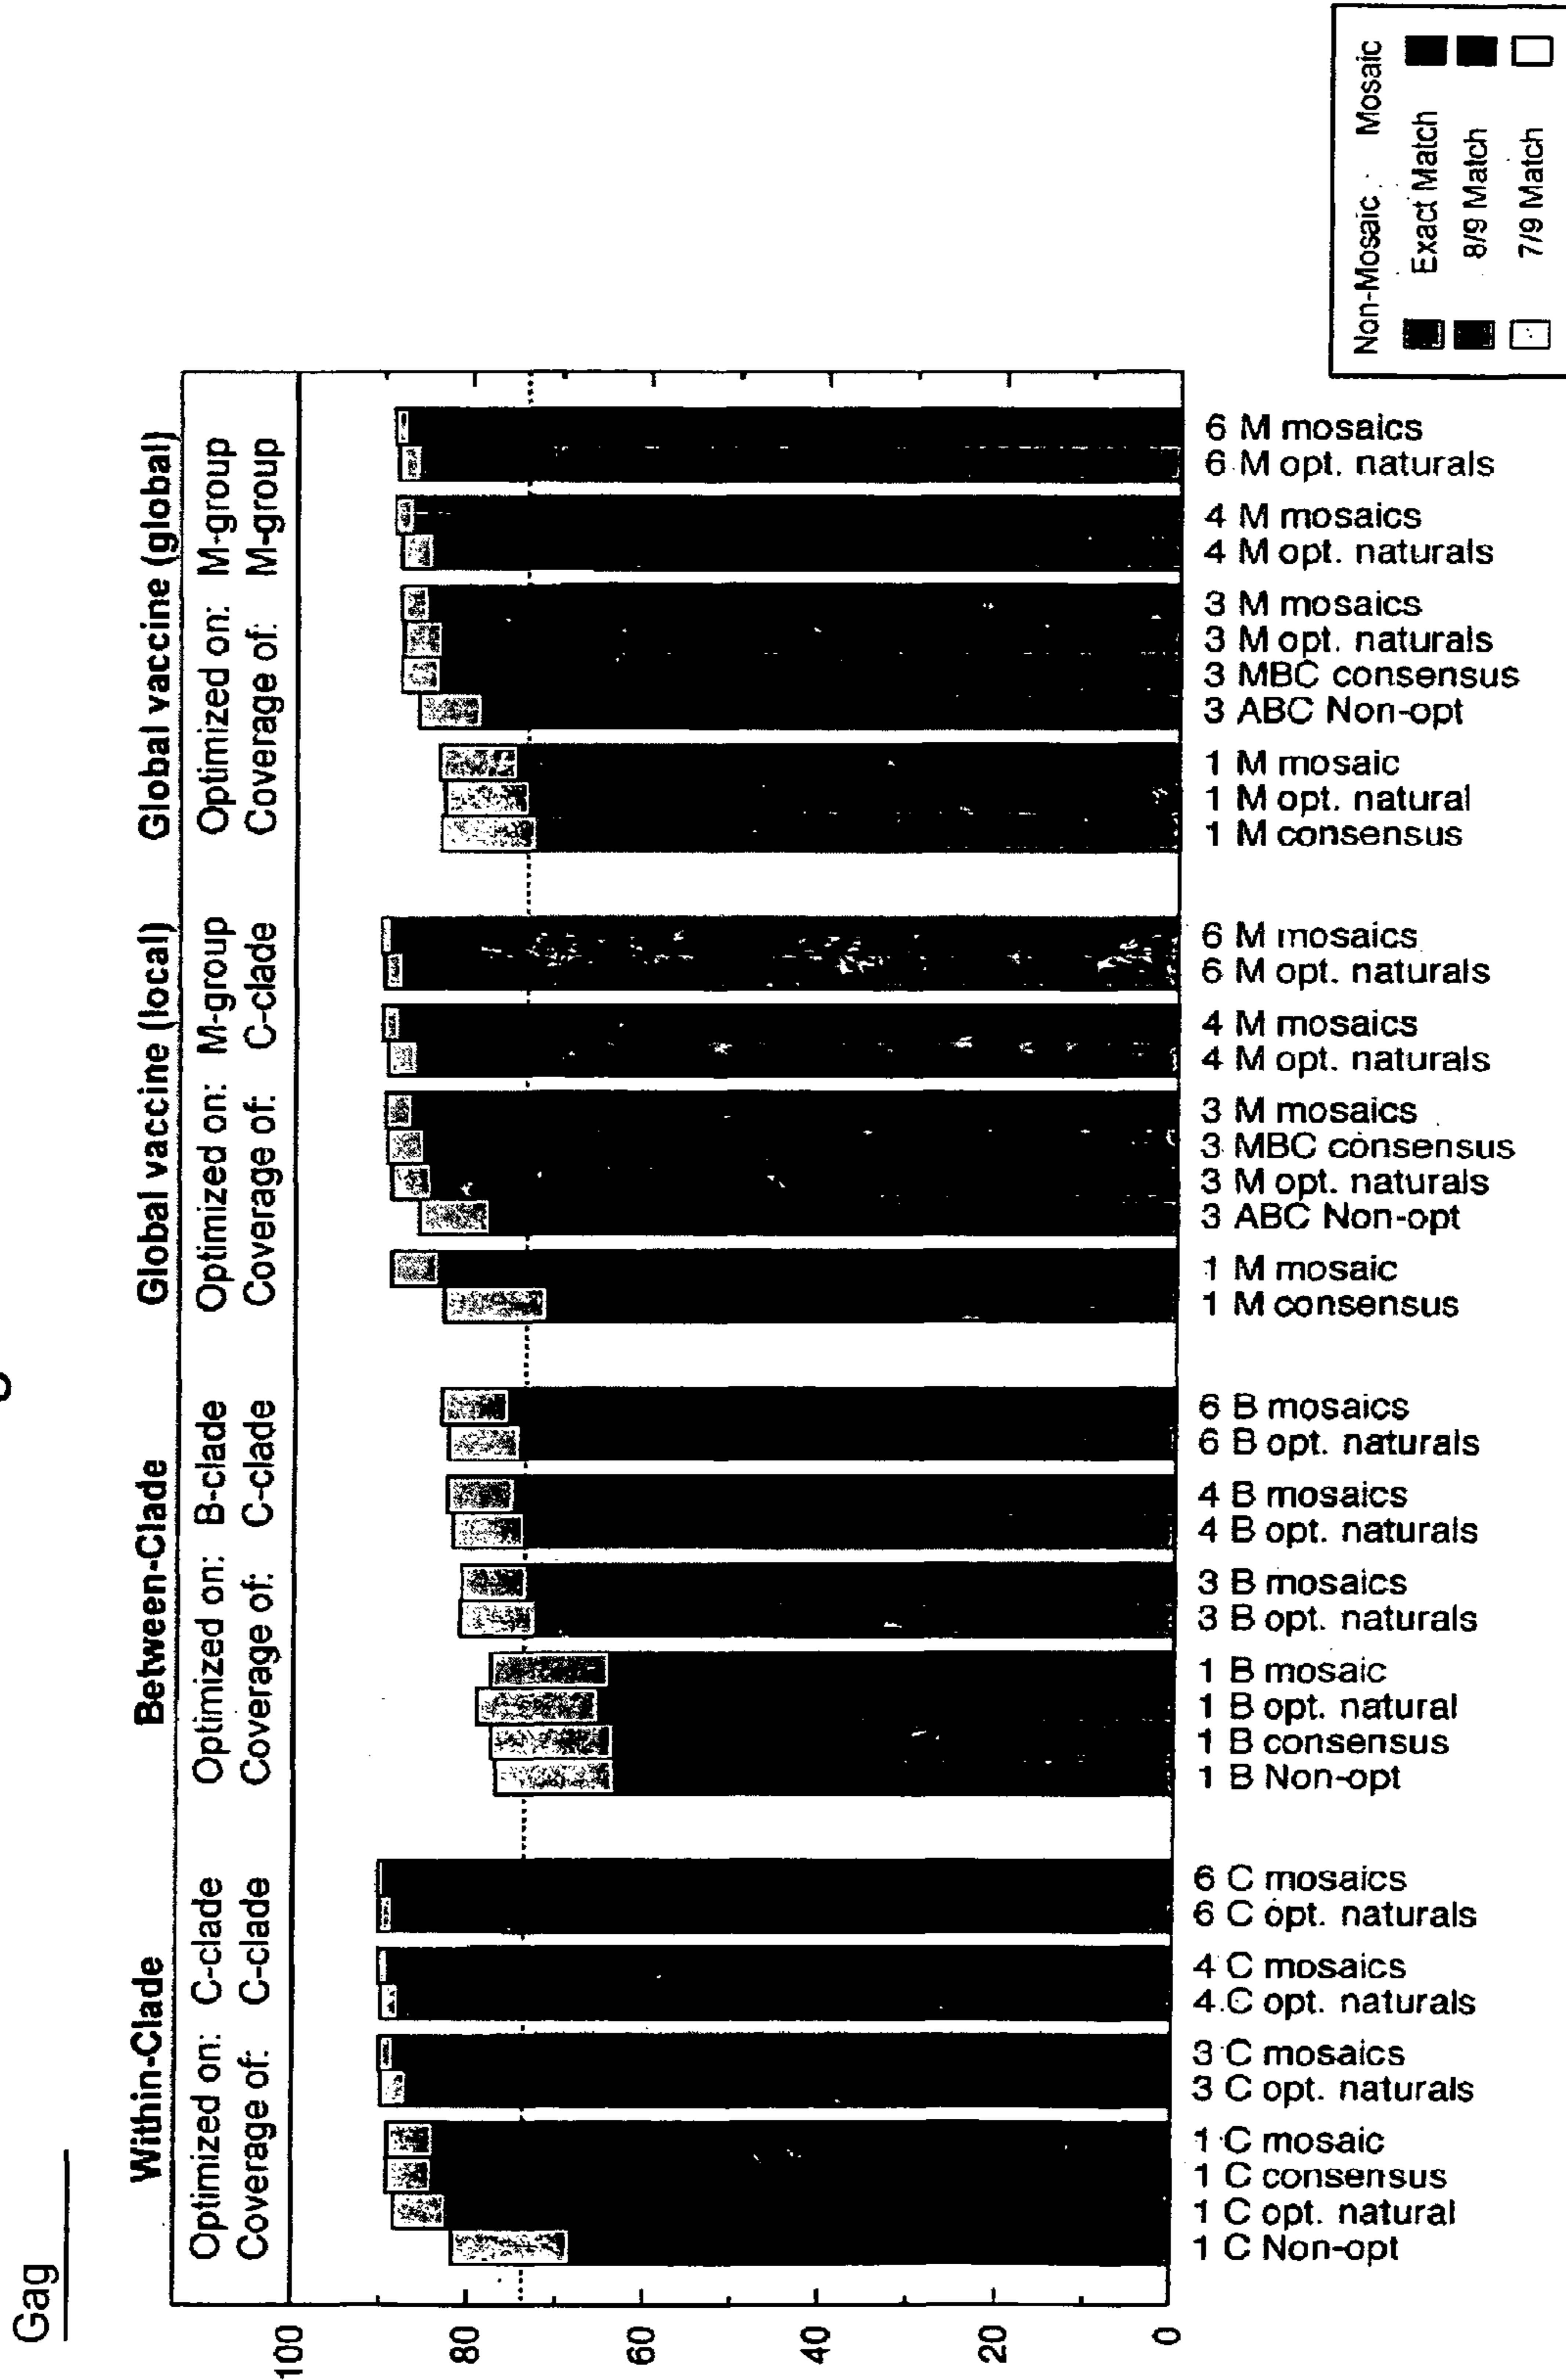 Gag
Within-Clade
Optimized on: C-clade
Coverage of: C-clade
Between-Clade
Optimized on: B-clade
Coverage of: C-clade
Global vaccine (local)
Optimized on: M-group
Coverage of: C-clade
Global vaccine (global)
Optimized on: M-group
Coverage of: M-group
100
80
60
40
20
0
1 C Non-opt
1 C opt. natural
1 C consensus
1 C mosaic
3 C opt. naturals
3 C mosaics
4 C opt. naturals
4 C mosaics
6 C opt. naturals
6 C mosaics
1 B Non-opt
1 B consensus
1 B opt. natural
1 B mosaic
3 B opt. naturals
3 B mosaics
4 B opt. naturals
4 B mosaics
6 B opt. naturals
6 B mosaics
1 M consensus
1 M mosaic
3 ABC Non-opt
3 M opt. naturals
3 MBC consensus
3 M mosaics
4 M opt. naturals
4 M mosaics
6 M opt. naturals
6 M mosaics
1 M consensus
1 M opt. natural
1 M mosaic
3 ABC Non-opt
3 MBC consensus
3 M opt. naturals
3 M mosaics
4 M opt. naturals
4 M mosaics
6 M opt. naturals
6 M mosaics
Non-Mosaic Mosaic
Exact Match
8/9 Match
7/9 Match